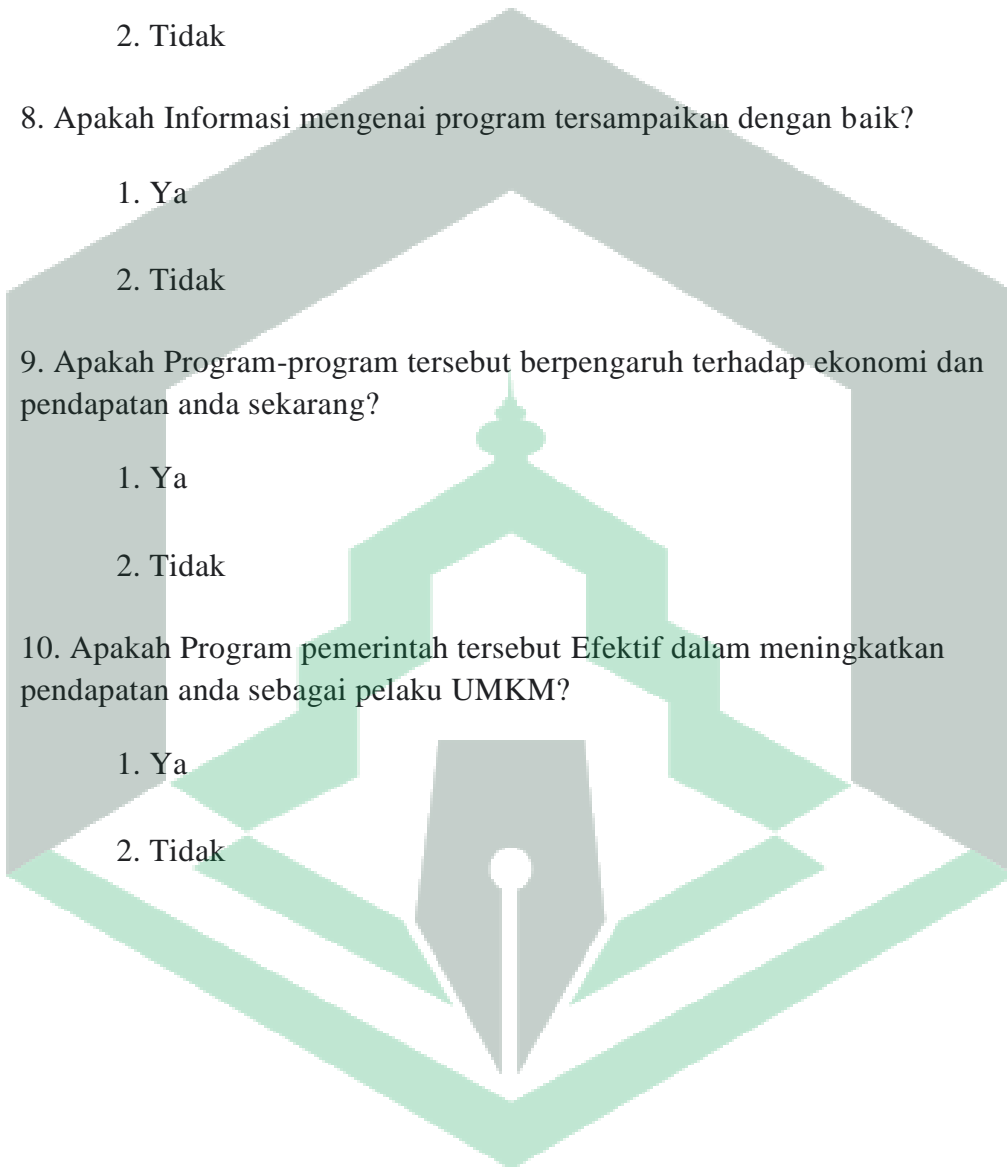 2. Tidak
8. Apakah Informasi mengenai program tersampaikan dengan baik?
1. Ya
2. Tidak
9. Apakah Program-program tersebut berpengaruh terhadap ekonomi dan
pendapatan anda sekarang?
1. Ya
2. Tidak
10. Apakah Program pemerintah tersebut Efektif dalam meningkatkan
pendapatan anda sebagai pelaku UMKM?
1. Ya
2. Tidak